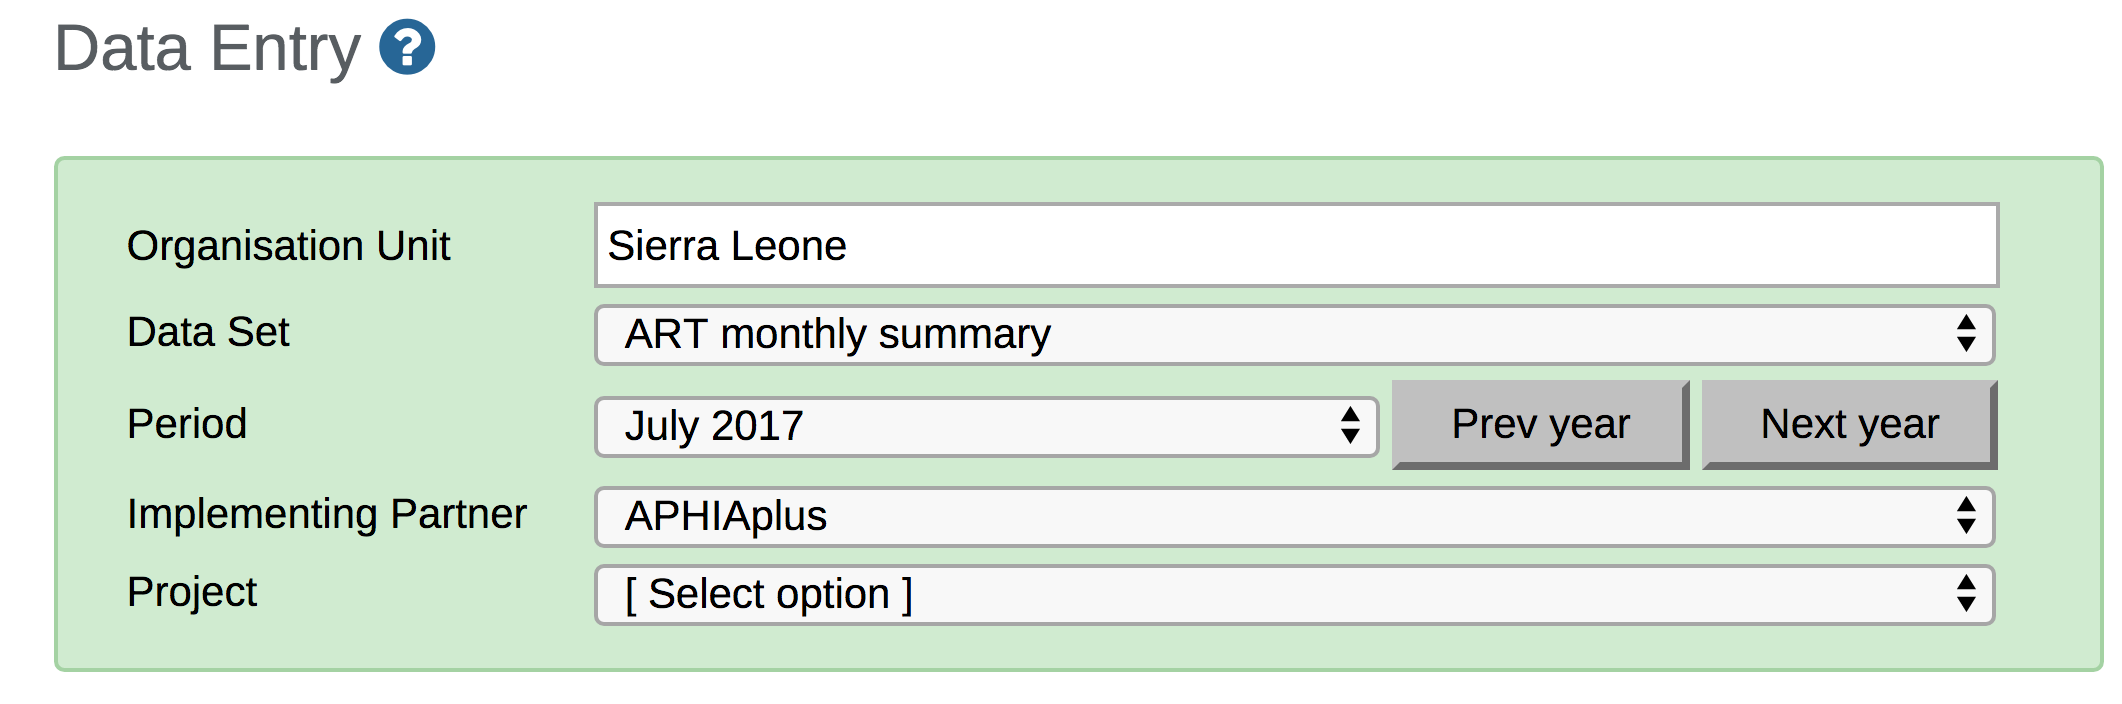 Data Entry ?
Organisation Unit Sierra Leone
Data Set ART monthly summary
Period July 2017 Prev year Next year
Implementing Partner APHIAplus
Project [ Select option ]